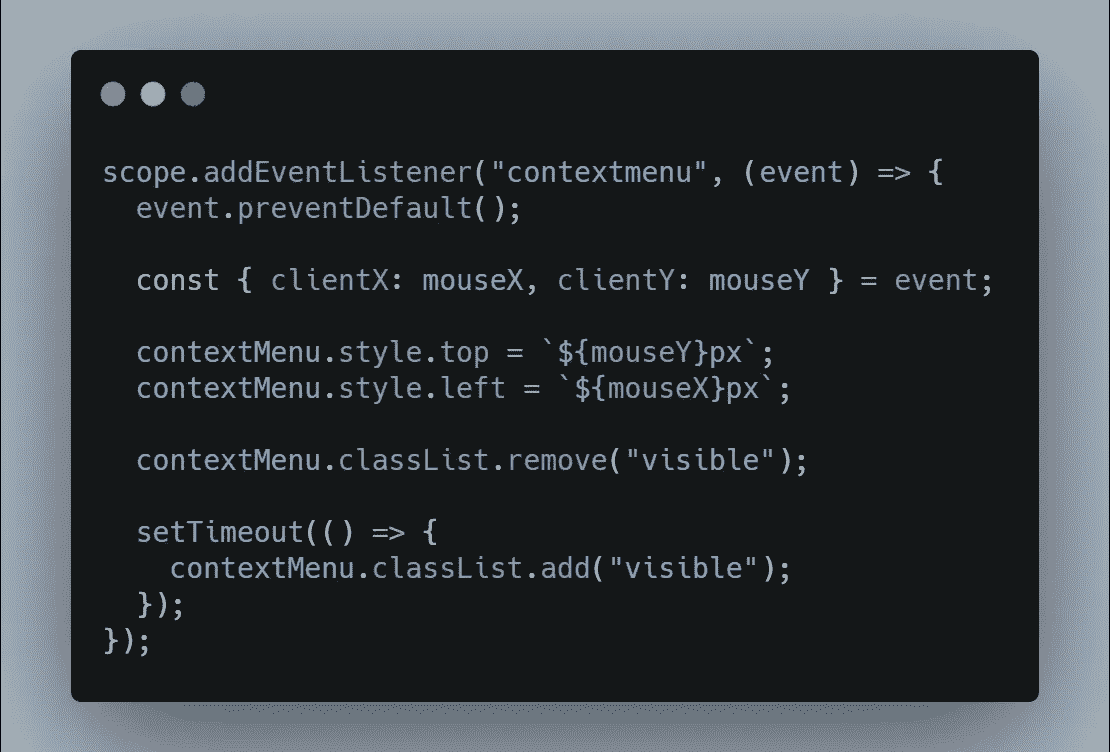 scope.addEventListener("contextmenu", (event) => {
  event.preventDefault();

  const { clientX: mouseX, clientY: mouseY } = event;

  contextMenu.style.top = `${mouseY}px`;
  contextMenu.style.left = `${mouseX}px`;

  contextMenu.classList.remove("visible");

  setTimeout(() => {
    contextMenu.classList.add("visible");
  });
});